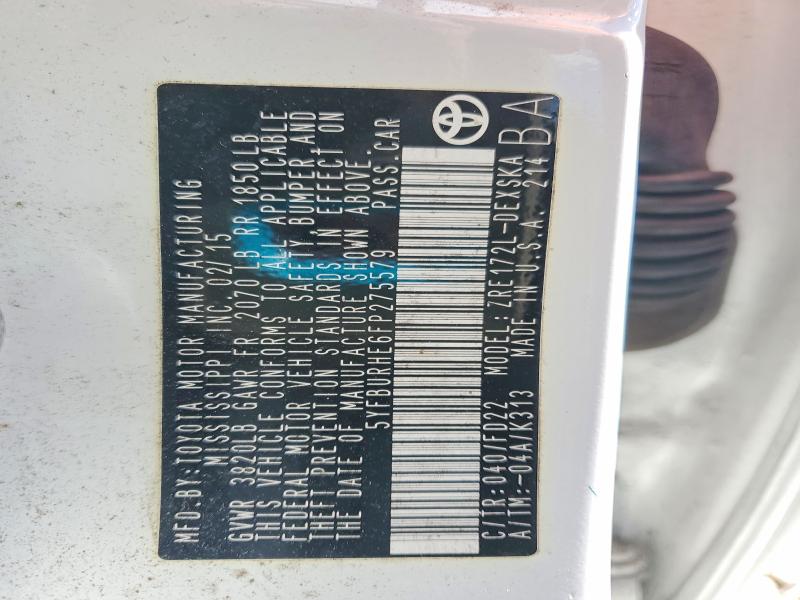 MFD.BY:TOYOTA MOTOR MANUFACTURING
MISSISSIPPI, INC. 02/15
GVWR 3820LB GAWR FR 2070 LB RR 1850LB
THIS VEHICLE CONFORMS TO ALL APPLICABLE
FEDERAL MOTOR VEHICLE SAFETY, BUMPER,AND
THEFT PREVENTION STANDARDS IN EFFECT ON
THE DATE OF MANUFACTURE SHOWN ABOVE.
5YFBURHE6FP275579 PASS.CAR
C/TR:040/FD22 MODEL:ZRE172L-DEXSKA
A/TM:-04A/K313 MADE IN U.S.A. 214 BA